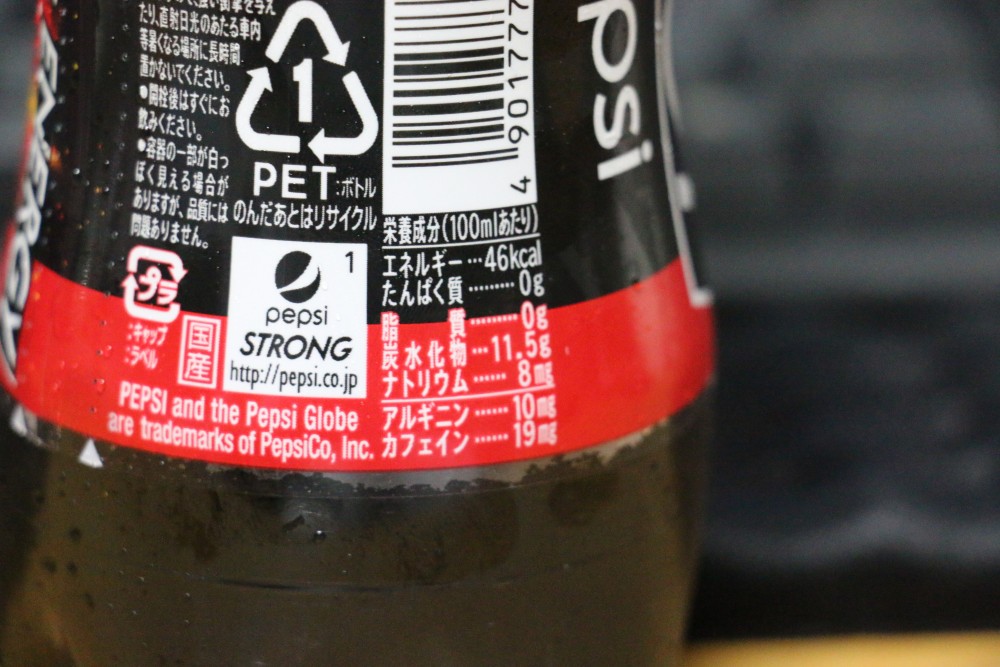 たり、直射日光のあたる車内
等暑くなる場所に長時間
置かないでください。
●開栓後はすぐにお
飲みください。
●容器の一部が白っ
ぽく見える場合が
ありますが、品質には
問題ありません。
プラ
:キャップ
:ラベル
国産
1
PET:ボトル
のんだあとはリサイクル
1
pepsi
STRONG
http://pepsi.co.jp
PEPSI and the Pepsi Globe
are trademarks of PepsiCo, Inc.
4 901777
栄養成分(100mlあたり)
エネルギー…46kcal
たんぱく質………0g
脂質………0g
炭水化物…11.5g
ナトリウム……8mg
アルギニン……10mg
カフェイン……19mg
psi
ENERGY